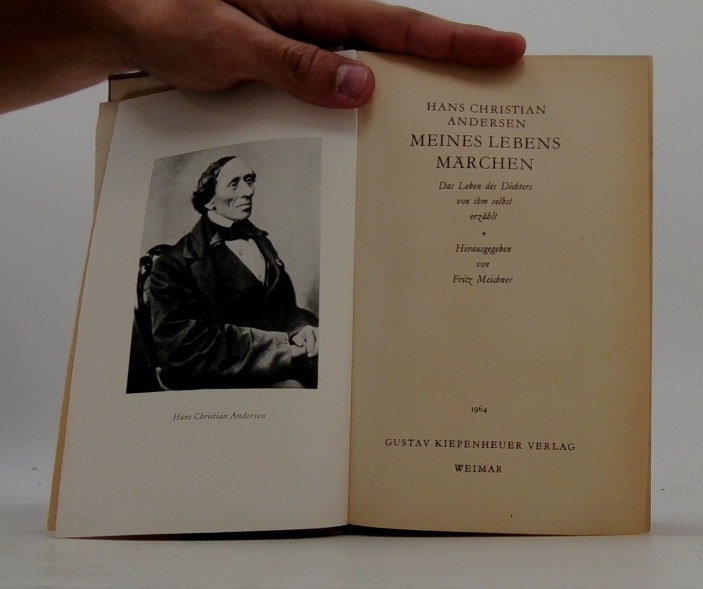 Hans Christian Andersen
HANS CHRISTIAN
ANDERSEN
MEINES LEBENS
MÄRCHEN
Das Leben des Dichters
von ihm selbst
erzählt
*
Herausgegeben
von
Fritz Meichner
1964
GUSTAV KIEPENHEUER VERLAG
WEIMAR